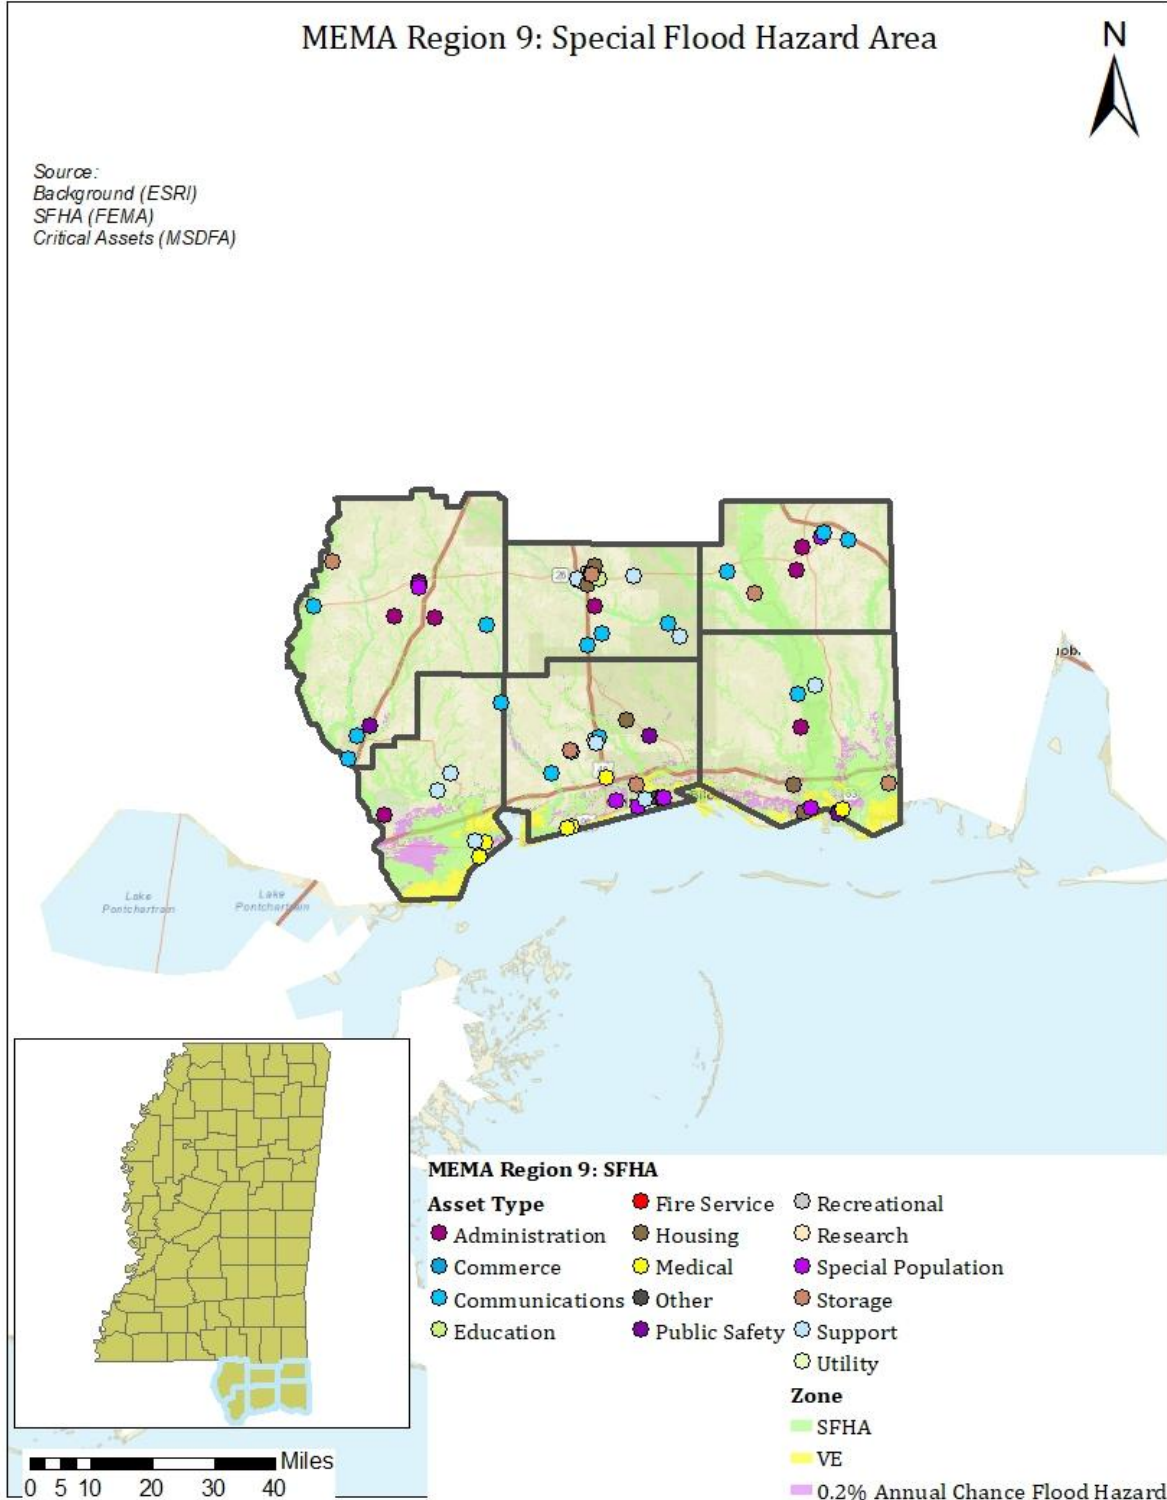 MEMA Region 9: Special Flood Hazard Area
N
Source:
Background (ESRI)
SFHA (FEMA)
Critical Assets (MSDFA)
26
Lake
Pontchartrain
Lake
Pontchartrain
MEMA Region 9: SFHA
Asset Type
Administration
Commerce
Communications
Education
Fire Service
Housing
Medical
Other
Public Safety
Recreational
Research
Special Population
Storage
Support
Utility
Zone
SFHA
VE
0.2% Annual Chance Flood Hazard
Miles
0 5 10 20 30 40